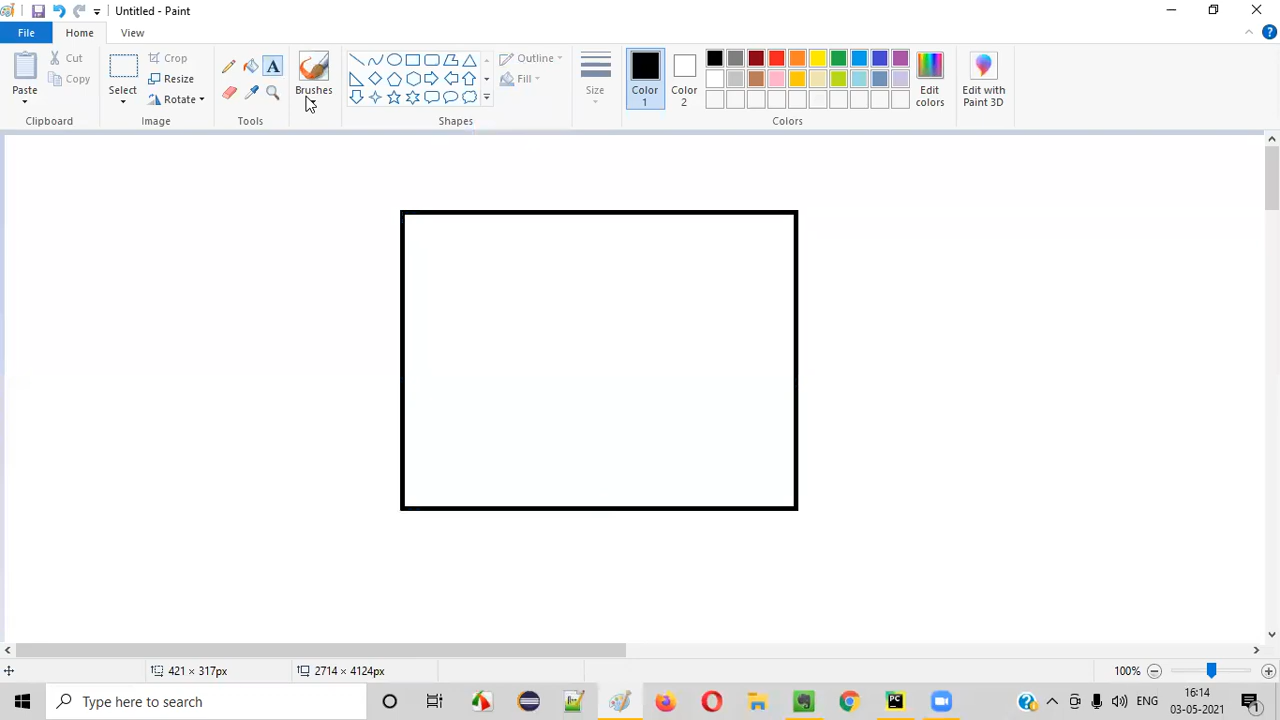 Untitled - Paint
File
Home
View
Paste
Cut
Copy
Clipboard
Select
Crop
Resize
Rotate
Image
A
Tools
Brushes
Shapes
Outline
Fill
Size
Color 1
Color 2
Edit colors
Edit with Paint 3D
Colors
421 × 317px
2714 × 4124px
100%
Type here to search
PC
ENG
16:14
03-05-2021
1